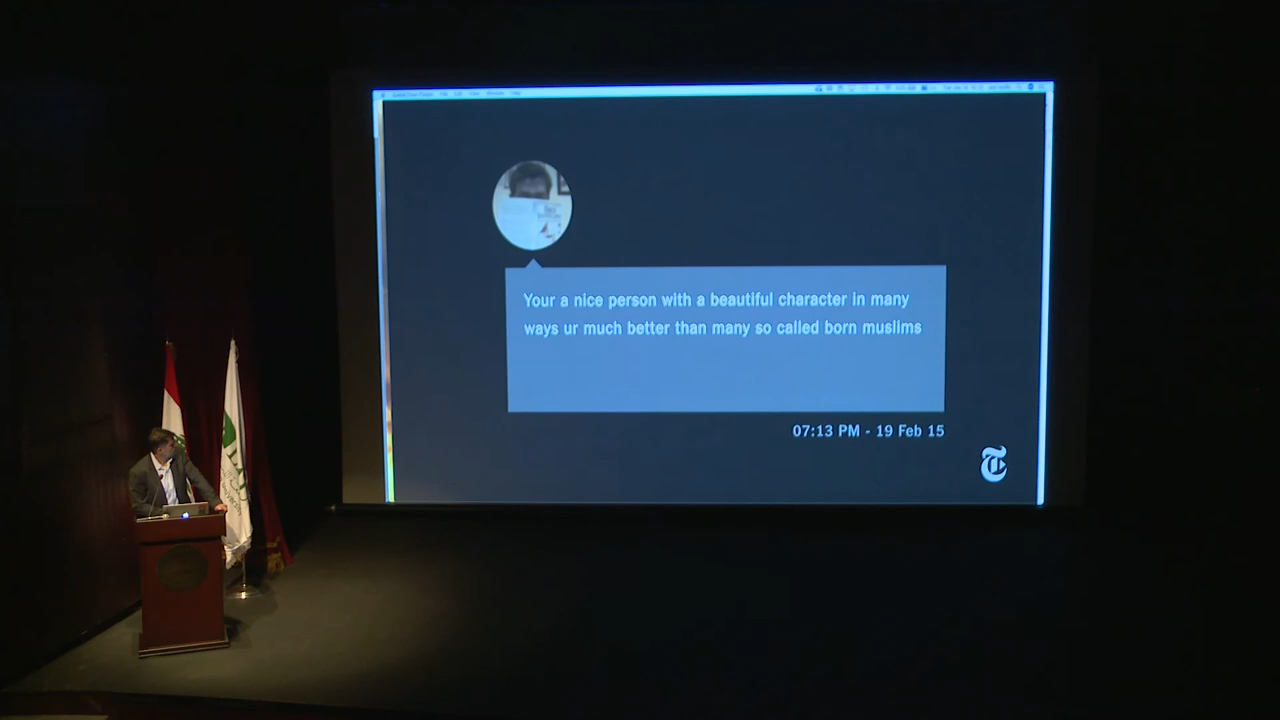 Your a nice person with a beautiful character in many
ways ur much better than many so called born muslims
07:13 PM - 19 Feb 15
T
LAU